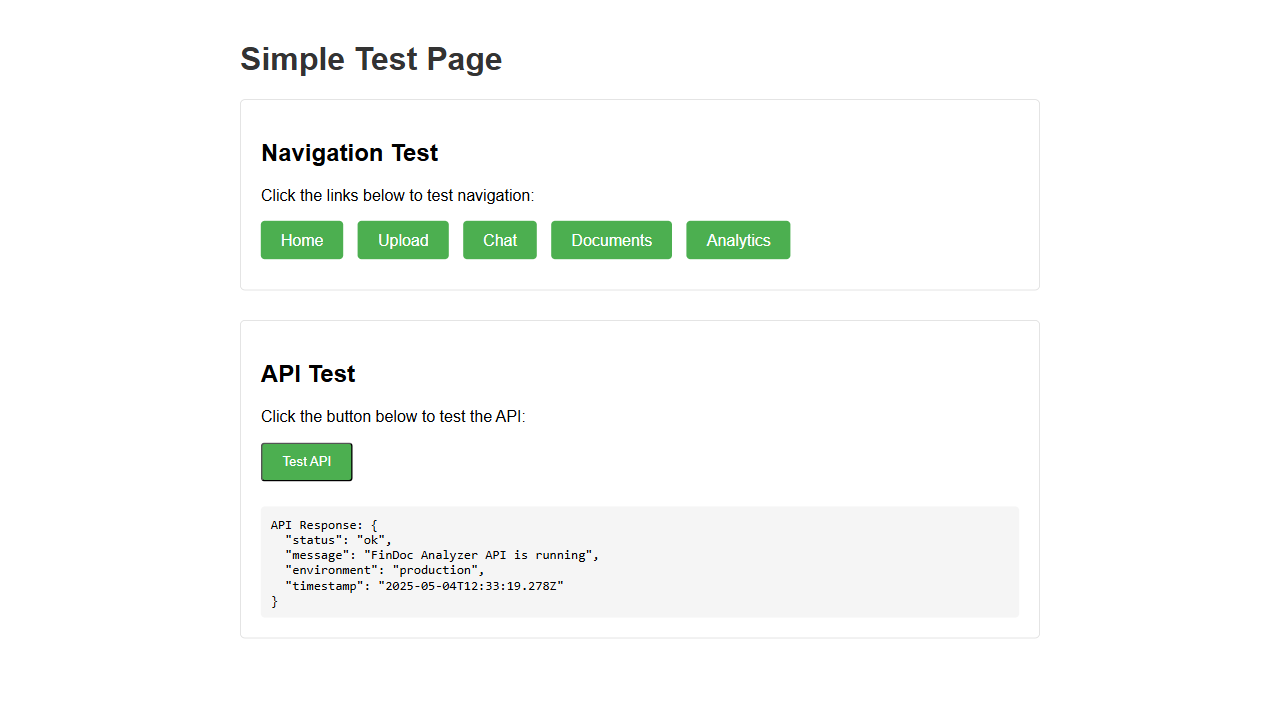 Simple Test Page
Navigation Test
Click the links below to test navigation:
Home Upload Chat Documents Analytics
API Test
Click the button below to test the API:
Test API
API Response: {
  "status": "ok",
  "message": "FinDoc Analyzer API is running",
  "environment": "production",
  "timestamp": "2025-05-04T12:33:19.278Z"
}